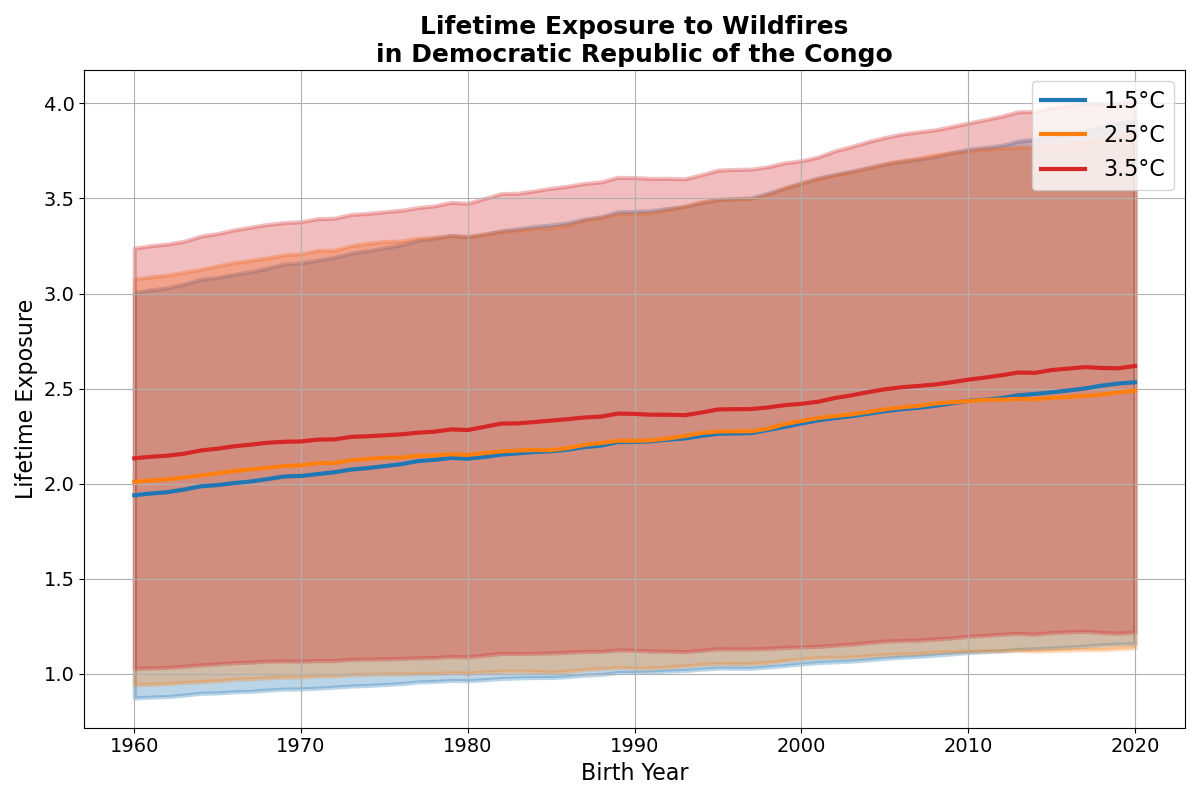 Lifetime Exposure to Wildfires
in Democratic Republic of the Congo
1.5°C
2.5°C
3.5°C
Lifetime Exposure
4.0
3.5
3.0
2.5
2.0
1.5
1.0
1960 1970 1980 1990 2000 2010 2020
Birth Year